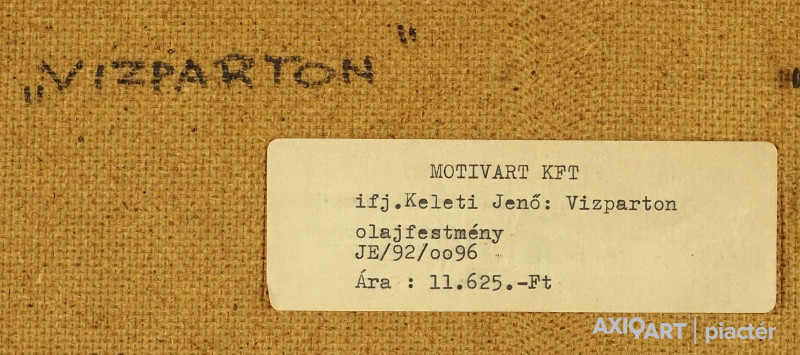 „VIZPARTON"
MOTIVART KFT
ifj.Keleti Jenő: Vizparton
olajfestmény
JE/92/oo96
Ára : 11.625.-Ft
AXIOART | piactér